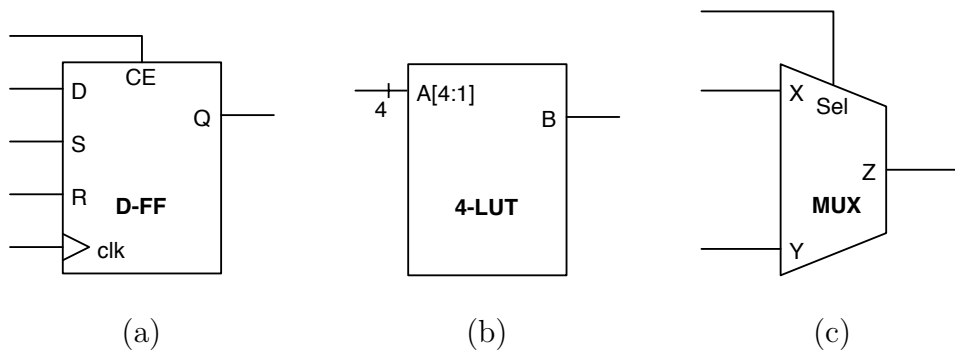 CE
D
S
R
Q
D-FF
clk
(a)
4
A[4:1]
B
4-LUT
(b)
X
Sel
Z
MUX
Y
(c)